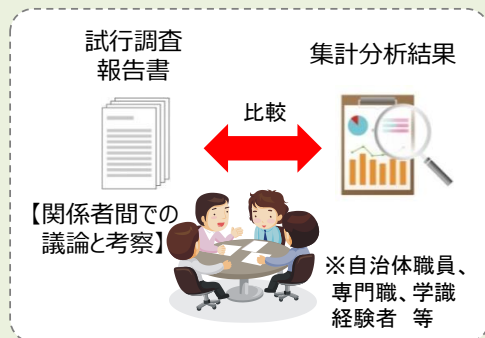 試行調査
報告書
集計分析結果
比較
【関係者間での
議論と考察】
※自治体職員、
専門職、学識
経験者 等